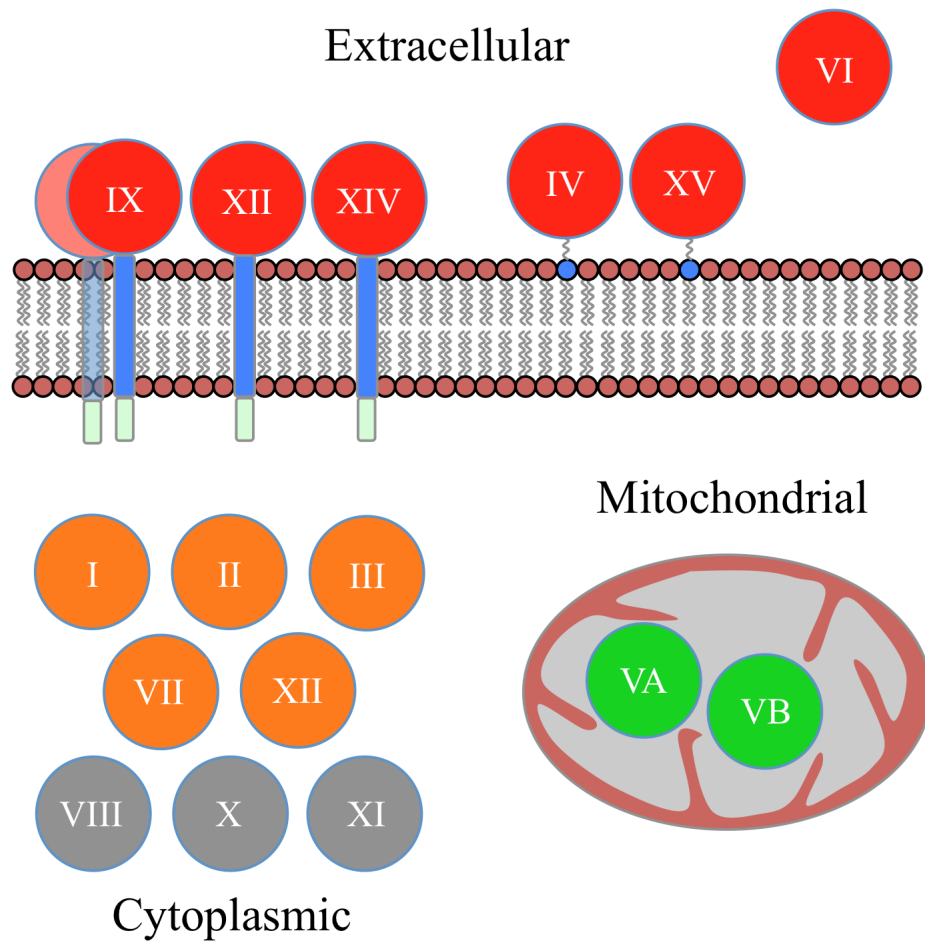 Extracellular
VI
IX XII XIV IV XV
Mitochondrial
I II III
VII XII
VA VB
VIII X XI
Cytoplasmic